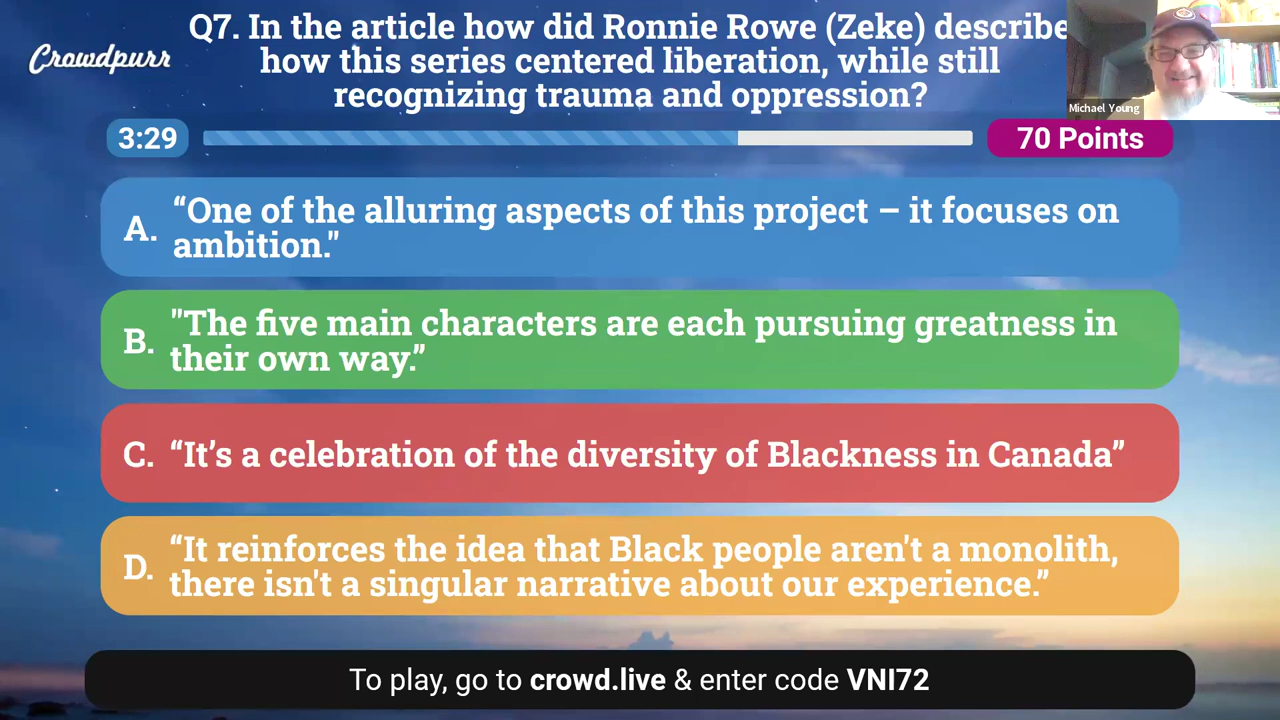 Crowdpurr
Q7. In the article how did Ronnie Rowe (Zeke) describe
how this series centered liberation, while still
recognizing trauma and oppression?
Michael Young
3:29
70 Points
A. “One of the alluring aspects of this project – it focuses on
ambition."
B. "The five main characters are each pursuing greatness in
their own way.”
C. “It’s a celebration of the diversity of Blackness in Canada”
D. “It reinforces the idea that Black people aren't a monolith,
there isn't a singular narrative about our experience.”
To play, go to crowd.live & enter code VNI72